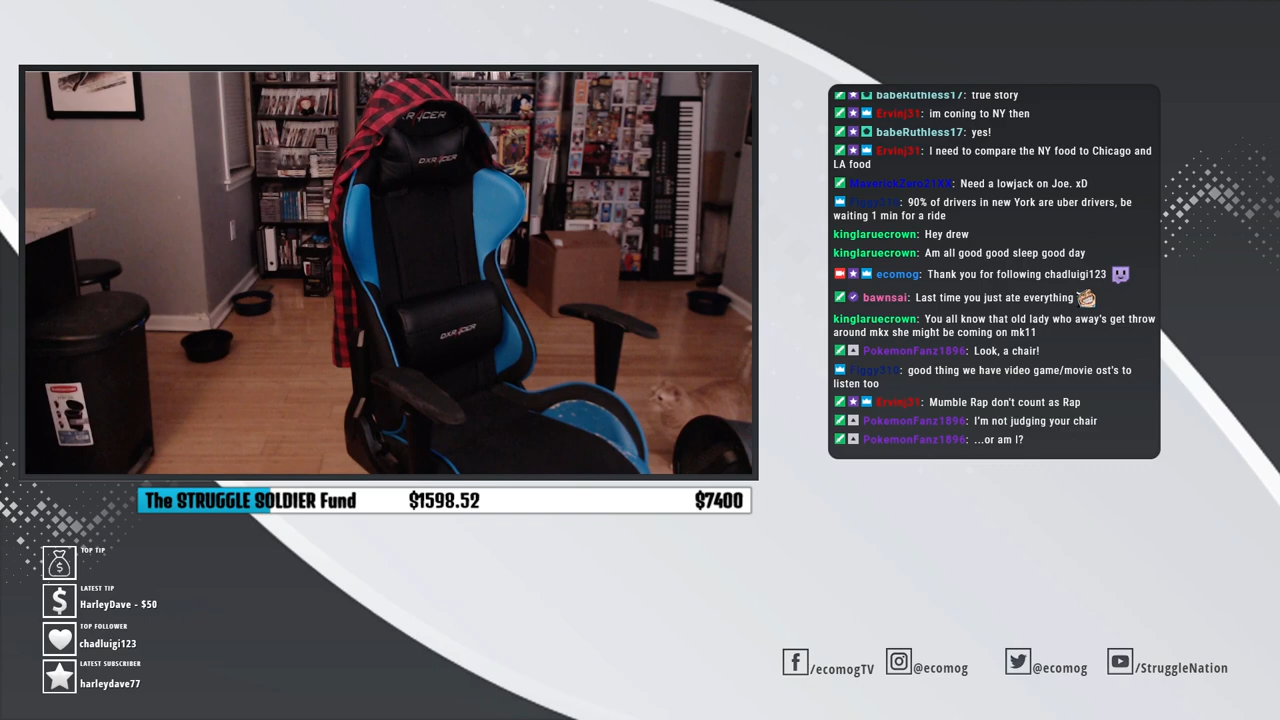 babeRuthless17: true story
Ervinj31: im coning to NY then
babeRuthless17: yes!
Ervinj31: I need to compare the NY food to Chicago and
LA food
MaverickZero21XX: Need a lowjack on Joe. xD
Figgy310: 90% of drivers in new York are uber drivers, be
waiting 1 min for a ride
kinglaruecrown: Hey drew
kinglaruecrown: Am all good good sleep good day
ecomog: Thank you for following chadluigi123
bawnsai: Last time you just ate everything
kinglaruecrown: You all know that old lady who away's get throw
around mkx she might be coming on mk11
PokemonFanz1896: Look, a chair!
Figgy310: good thing we have video game/movie ost's to
listen too
Ervinj31: Mumble Rap don't count as Rap
PokemonFanz1896: I'm not judging your chair
PokemonFanz1896: ...or am I?
DXRACER
DXRACER
The STRUGGLE SOLDIER Fund $1598.52 $7400
TOP TIP
LATEST TIP
HarleyDave - $50
TOP FOLLOWER
chadluigi123
LATEST SUBSCRIBER
harleydave77
/ecomogTV @ecomog @ecomog /StruggleNation